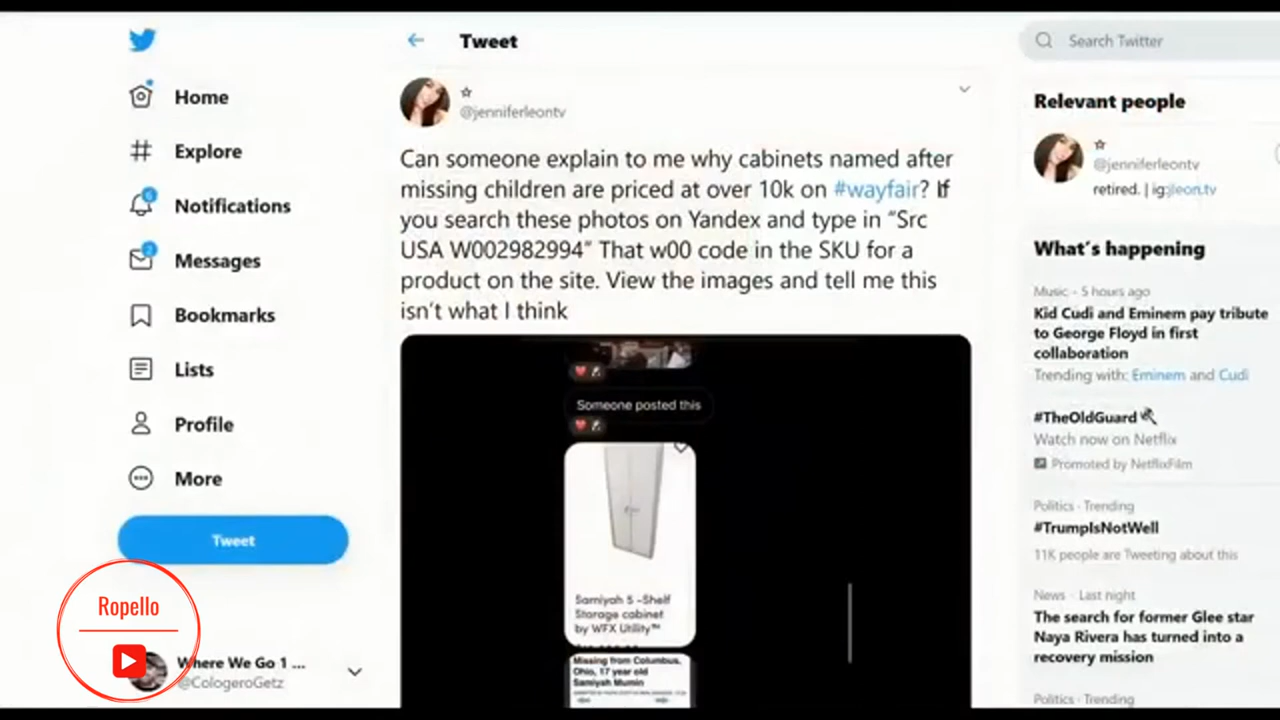 Home
Explore
Notifications
6
Messages
2
Bookmarks
Lists
Profile
More
Tweet
Ropello
Where We Go 1 ...
@CologeroGetz
Tweet
@jenniferleontv
Can someone explain to me why cabinets named after
missing children are priced at over 10k on #wayfair? If
you search these photos on Yandex and type in “Src
USA W002982994” That w00 code in the SKU for a
product on the site. View the images and tell me this
isn’t what I think
Someone posted this
Samiyah 5 -Shelf
Storage cabinet
by WFX Utility™
Missing from Columbus,
Ohio, 17 year old
Samiyah Mumin
Search Twitter
Relevant people
@jenniferleontv
retired. | ig:jleon.tv
What’s happening
Music - 5 hours ago
Kid Cudi and Eminem pay tribute
to George Floyd in first
collaboration
Trending with: Eminem and Cudi
#TheOldGuard
Watch now on Netflix
Promoted by NetflixFilm
Politics - Trending
#TrumpIsNotWell
11K people are Tweeting about this
News - Last night
The search for former Glee star
Naya Rivera has turned into a
recovery mission
Politics - Trending